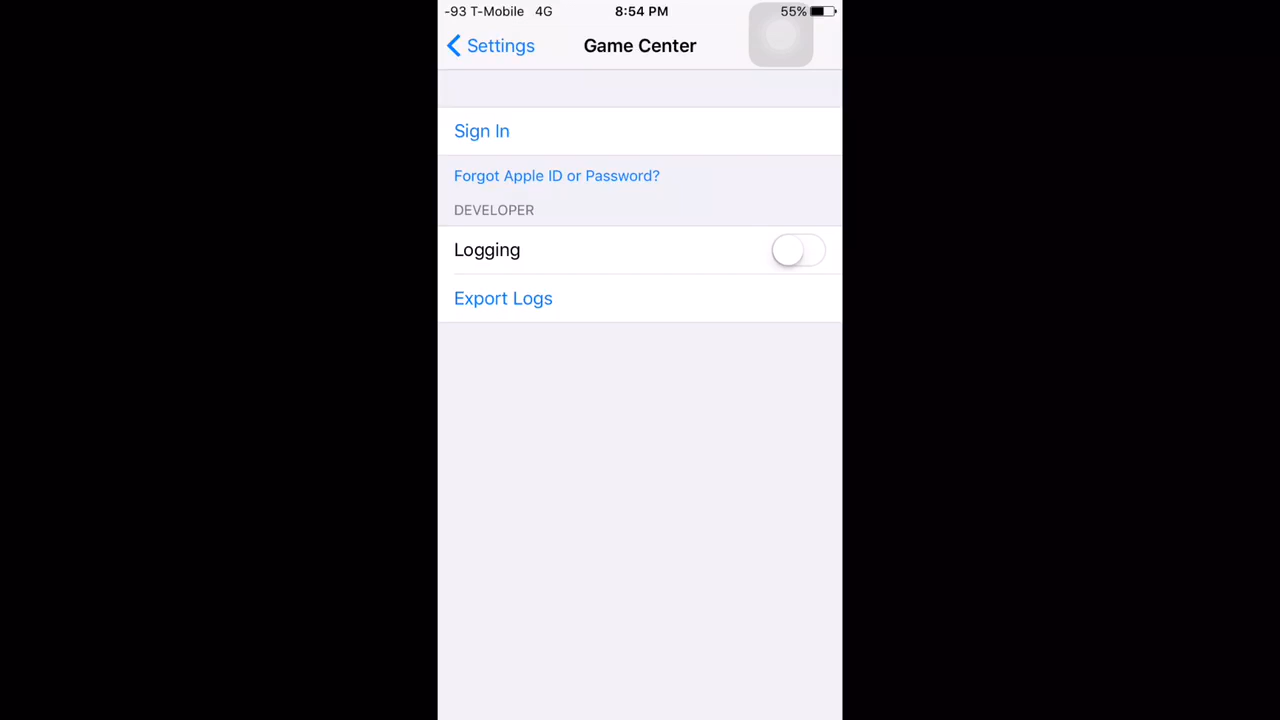 -93 T-Mobile 4G 8:54 PM 55%
Settings Game Center
Sign In
Forgot Apple ID or Password?
DEVELOPER
Logging
Export Logs